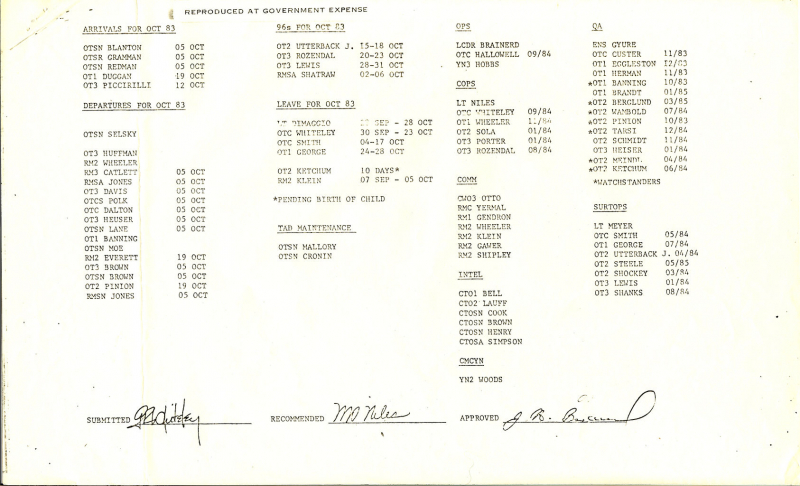 REPRODUCED AT GOVERNMENT EXPENSE
ARRIVALS FOR OCT 83
OTSN BLANTON 05 OCT
OTSN GRAMMAN 05 OCT
OTSN REDMAN 05 OCT
OT1 DUGGAN 19 OCT
OT3 PICCIRILLI 12 OCT
DEPARTURES FOR OCT 83
OTSN SELSKY
OT3 HUFFMAN
RM2 WHEELER
RM3 CATLETT 05 OCT
RMSA JONES 05 OCT
OT3 DAVIS 05 OCT
OTCS POLK 05 OCT
OTC DALTON 05 OCT
OT3 HEUSER 05 OCT
OTSN LANE 05 OCT
OT1 BANNING
OTSN MOE
RM2 EVERETT 19 OCT
OT3 BROWN 05 OCT
OTSN BROWN 05 OCT
OT2 PINION 19 OCT
RMSN JONES 05 OCT
96s FOR OCT 83
OT2 UTTERBACK J. 15-18 OCT
OT3 ROZENDAL 20-23 OCT
OT3 LEWIS 28-31 OCT
RMSA SHATRAW 02-06 OCT
LEAVE FOR OCT 83
LT DIMAGGIO SEP - 28 OCT
OTC WHITELEY 30 SEP - 23 OCT
OTC SMITH 04-17 OCT
OT1 GEORGE 24-28 OCT
OT2 KETCHUM 10 DAYS*
RM2 KLEIN 07 SEP - 05 OCT
*PENDING BIRTH OF CHILD
TAD MAINTENANCE
OTSN MALLORY
OTSN CRONIN
OPS
LCDR BRAINERD
OTC HALLOWELL 09/84
YN3 HOBBS
COPS
LT NILES
OTC WHITELEY 09/84
OT1 WHEELER 11/84
OT2 SOLA 01/84
OT3 PORTER 01/84
OT3 ROZENDAL 08/84
COMM
CWO3 OTTO
RMC YERMAL
RM1 GENDRON
RM2 WHEELER
RM2 KLEIN
RM2 GAWER
RM2 SHIPLEY
INTEL
CTO1 BELL
CTO2 LAUFF
CTOSN COOK
CTOSN BROWN
CTOSN HENRY
CTOSA SIMPSON
CMCYN
YN2 WOODS
QA
ENS GYURE
OTC CUSTER 11/83
OT1 EGGLESTON 12/83
OT1 HERMAN 11/83
*OT1 BANNING 10/83
OT1 BRANDT 01/85
*OT2 BERGLUND 03/85
*OT2 WAMBOLD 07/84
*OT2 PINION 10/83
*OT2 TARSI 12/84
OT2 SCHMIDT 11/84
OT3 HEISER 01/84
*OT2 MEINDL 04/84
*OT2 KETCHUM 06/84
*WATCHSTANDERS
SURTOPS
LT MEYER
OTC SMITH 05/84
OT1 GEORGE 07/84
OT2 UTTERBACK J. 04/84
OT2 STEELE 05/85
OT2 SHOCKEY 03/84
OT3 LEWIS 01/84
OT3 SHANKS 08/84
SUBMITTED
RECOMMENDED
APPROVED